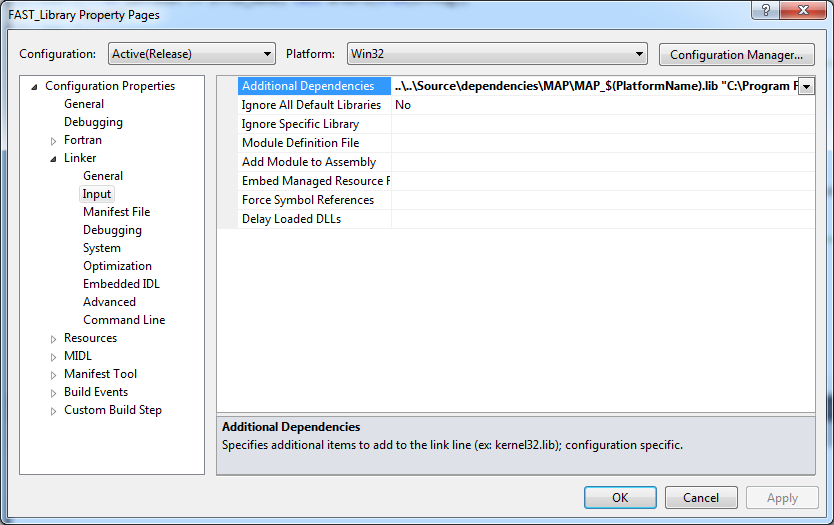 FAST_Library Property Pages
Configuration: Active(Release) Platform: Win32 Configuration Manager...
Configuration Properties
General
Debugging
Fortran
Linker
General
Input
Manifest File
Debugging
System
Optimization
Embedded IDL
Advanced
Command Line
Resources
MIDL
Manifest Tool
Build Events
Custom Build Step
Additional Dependencies ..\..\Source\dependencies\MAP\MAP_$(PlatformName).lib "C:\Program F
Ignore All Default Libraries No
Ignore Specific Library
Module Definition File
Add Module to Assembly
Embed Managed Resource F
Force Symbol References
Delay Loaded DLLs
Additional Dependencies
Specifies additional items to add to the link line (ex: kernel32.lib); configuration specific.
OK Cancel Apply